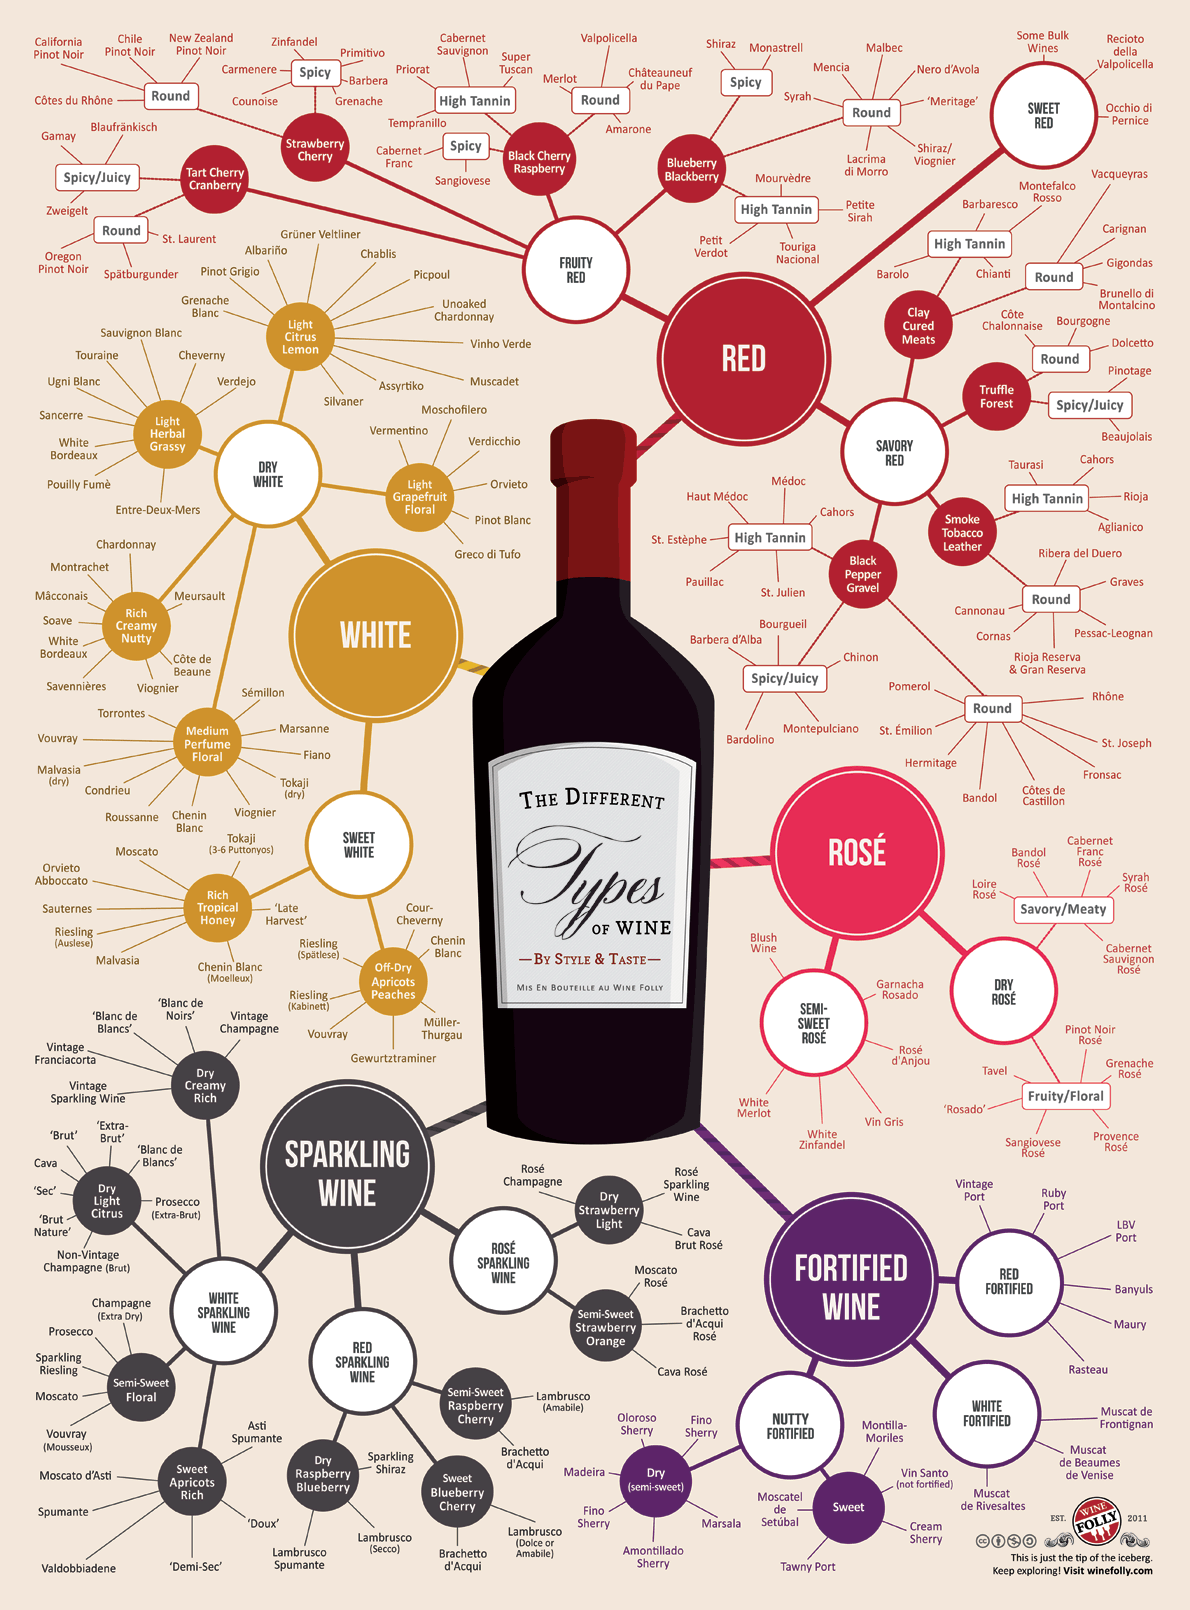 California
Pinot Noir
Chile
Pinot Noir
New Zealand
Pinot Noir
Côtes du Rhône
Round
Zinfandel
Primitivo
Carmenere
Spicy
Barbera
Counoise
Grenache
Strawberry
Cherry
Gamay
Blaufränkisch
Spicy/Juicy
Zweigelt
Tart Cherry
Cranberry
Round
St. Laurent
Oregon
Pinot Noir
Spätburgunder
Cabernet
Sauvignon
Super
Tuscan
Priorat
High Tannin
Tempranillo
Cabernet
Franc
Spicy
Sangiovese
Black Cherry
Raspberry
Valpolicella
Merlot
Châteauneuf
du Pape
Round
Amarone
Shiraz
Monastrell
Spicy
Blueberry
Blackberry
Malbec
Mencia
Nero d'Avola
Syrah
Round
'Meritage'
Lacrima
di Morro
Shiraz/
Viognier
Mourvèdre
High Tannin
Petite
Sirah
Petit
Verdot
Touriga
Nacional
FRUITY
RED
Some Bulk
Wines
Recioto
della
Valpolicella
SWEET
RED
Occhio di
Pernice
RED
Barbaresco
Montefalco
Rosso
High Tannin
Barolo
Chianti
Vacqueyras
Carignan
Round
Gigondas
Brunello di
Montalcino
Clay
Cured
Meats
Côte
Chalonnaise
Bourgogne
Round
Dolcetto
Truffle
Forest
Pinotage
Spicy/Juicy
Beaujolais
SAVORY
RED
Taurasi
Cahors
High Tannin
Rioja
Aglianico
Smoke
Tobacco
Leather
Ribera del Duero
Graves
Round
Cannonau
Cornas
Pessac-Leognan
Rioja Reserva
& Gran Reserva
Black
Pepper
Gravel
Haut Médoc
Médoc
Cahors
St. Estèphe
High Tannin
Pauillac
St. Julien
Bourgueil
Barbera d'Alba
Chinon
Spicy/Juicy
Bardolino
Montepulciano
Pomerol
Rhône
Round
St. Émilion
St. Joseph
Hermitage
Fronsac
Bandol
Côtes de
Castillon
Grüner Veltliner
Albariño
Chablis
Pinot Grigio
Picpoul
Grenache
Blanc
Unoaked
Chardonnay
Light
Citrus
Lemon
Vinho Verde
Muscadet
Assyrtiko
Silvaner
Sauvignon Blanc
Touraine
Cheverny
Ugni Blanc
Verdejo
Sancerre
Light
Herbal
Grassy
White
Bordeaux
Pouilly Fumè
Entre-Deux-Mers
DRY
WHITE
Moschofilero
Vermentino
Verdicchio
Light
Grapefruit
Floral
Orvieto
Pinot Blanc
Greco di Tufo
WHITE
Chardonnay
Montrachet
Mâcconais
Meursault
Soave
Rich
Creamy
Nutty
White
Bordeaux
Côte de
Beaune
Savennières
Viognier
Sémillon
Torrontes
Marsanne
Vouvray
Medium
Perfume
Floral
Fiano
Malvasia
(dry)
Tokaji
(dry)
Condrieu
Roussanne
Chenin
Blanc
Viognier
SWEET
WHITE
Tokaji
(3-6 Puttonyos)
Moscato
Orvieto
Abboccato
Rich
Tropical
Honey
Sauternes
'Late
Harvest'
Riesling
(Auslese)
Malvasia
Chenin Blanc
(Moelleux)
Cour-
Cheverny
Riesling
(Spätlese)
Chenin
Blanc
Off-Dry
Apricots
Peaches
Riesling
(Kabinett)
Vouvray
Müller-
Thurgau
Gewurtztraminer
THE DIFFERENT
Types
OF WINE
—BY STYLE & TASTE—
MIS EN BOUTEILLE AU WINE FOLLY
ROSÉ
Bandol
Rosé
Cabernet
Franc
Rosé
Loire
Rosé
Syrah
Rosé
Savory/Meaty
Cabernet
Sauvignon
Rosé
DRY
ROSÉ
Pinot Noir
Rosé
Tavel
Grenache
Rosé
Fruity/Floral
'Rosado'
Sangiovese
Rosé
Provence
Rosé
Blush
Wine
Garnacha
Rosado
SEMI-
SWEET
ROSÉ
Rosé
d'Anjou
White
Merlot
White
Zinfandel
Vin Gris
SPARKLING
WINE
'Blanc de
Noirs'
'Blanc de
Blancs'
Vintage
Champagne
Vintage
Franciacorta
Dry
Creamy
Rich
Vintage
Sparkling Wine
'Extra-
Brut'
'Brut'
'Blanc de
Blancs'
Cava
Dry
Light
Citrus
'Sec'
Prosecco
(Extra-Brut)
'Brut
Nature'
Non-Vintage
Champagne (Brut)
WHITE
SPARKLING
WINE
Champagne
(Extra Dry)
Prosecco
Sparkling
Riesling
Semi-Sweet
Floral
Moscato
Vouvray
(Mousseux)
Asti
Spumante
Moscato d'Asti
Sweet
Apricots
Rich
Spumante
'Doux'
Valdobbiadene
'Demi-Sec'
RED
SPARKLING
WINE
Semi-Sweet
Raspberry
Cherry
Lambrusco
(Amabile)
Brachetto
d'Acqui
Dry
Raspberry
Blueberry
Sparkling
Shiraz
Lambrusco
(Secco)
Lambrusco
Spumante
Sweet
Blueberry
Cherry
Lambrusco
(Dolce or
Amabile)
Brachetto
d'Acqui
ROSÉ
SPARKLING
WINE
Rosé
Champagne
Rosé
Sparkling
Wine
Dry
Strawberry
Light
Cava
Brut Rosé
Moscato
Rosé
Semi-Sweet
Strawberry
Orange
Brachetto
d'Acqui
Rosé
Cava Rosé
FORTIFIED
WINE
Vintage
Port
Ruby
Port
LBV
Port
RED
FORTIFIED
Banyuls
Maury
Rasteau
WHITE
FORTIFIED
Muscat de
Frontignan
Muscat
de Beaumes
de Venise
Muscat
de Rivesaltes
NUTTY
FORTIFIED
Oloroso
Sherry
Fino
Sherry
Madeira
Dry
(semi-sweet)
Fino
Sherry
Marsala
Amontillado
Sherry
Montilla-
Moriles
Vin Santo
(not fortified)
Moscatel
de
Setúbal
Sweet
Cream
Sherry
Tawny Port
EST.
WINE
FOLLY
2011
This is just the tip of the iceberg.
Keep exploring! Visit winefolly.com